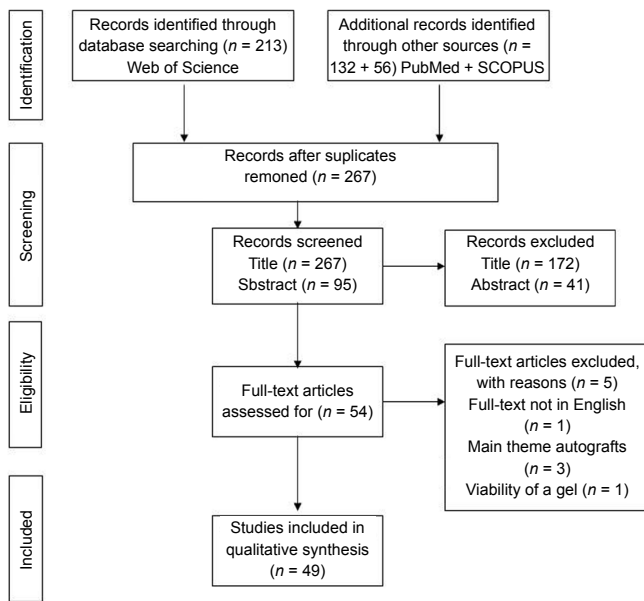 Identification
Records identified through
database searching (n = 213)
Web of Science
Additional records identified
through other sources (n =
132 + 56) PubMed + SCOPUS
Screening
Records after suplicates
remoned (n = 267)
Records screened
Title (n = 267)
Sbstract (n = 95)
Records excluded
Title (n = 172)
Abstract (n = 41)
Eligibility
Full-text articles
assessed for (n = 54)
Full-text articles excluded,
with reasons (n = 5)
Full-text not in English
(n = 1)
Main theme autografts
(n = 3)
Viability of a gel (n = 1)
Included
Studies included in
qualitative synthesis
(n = 49)